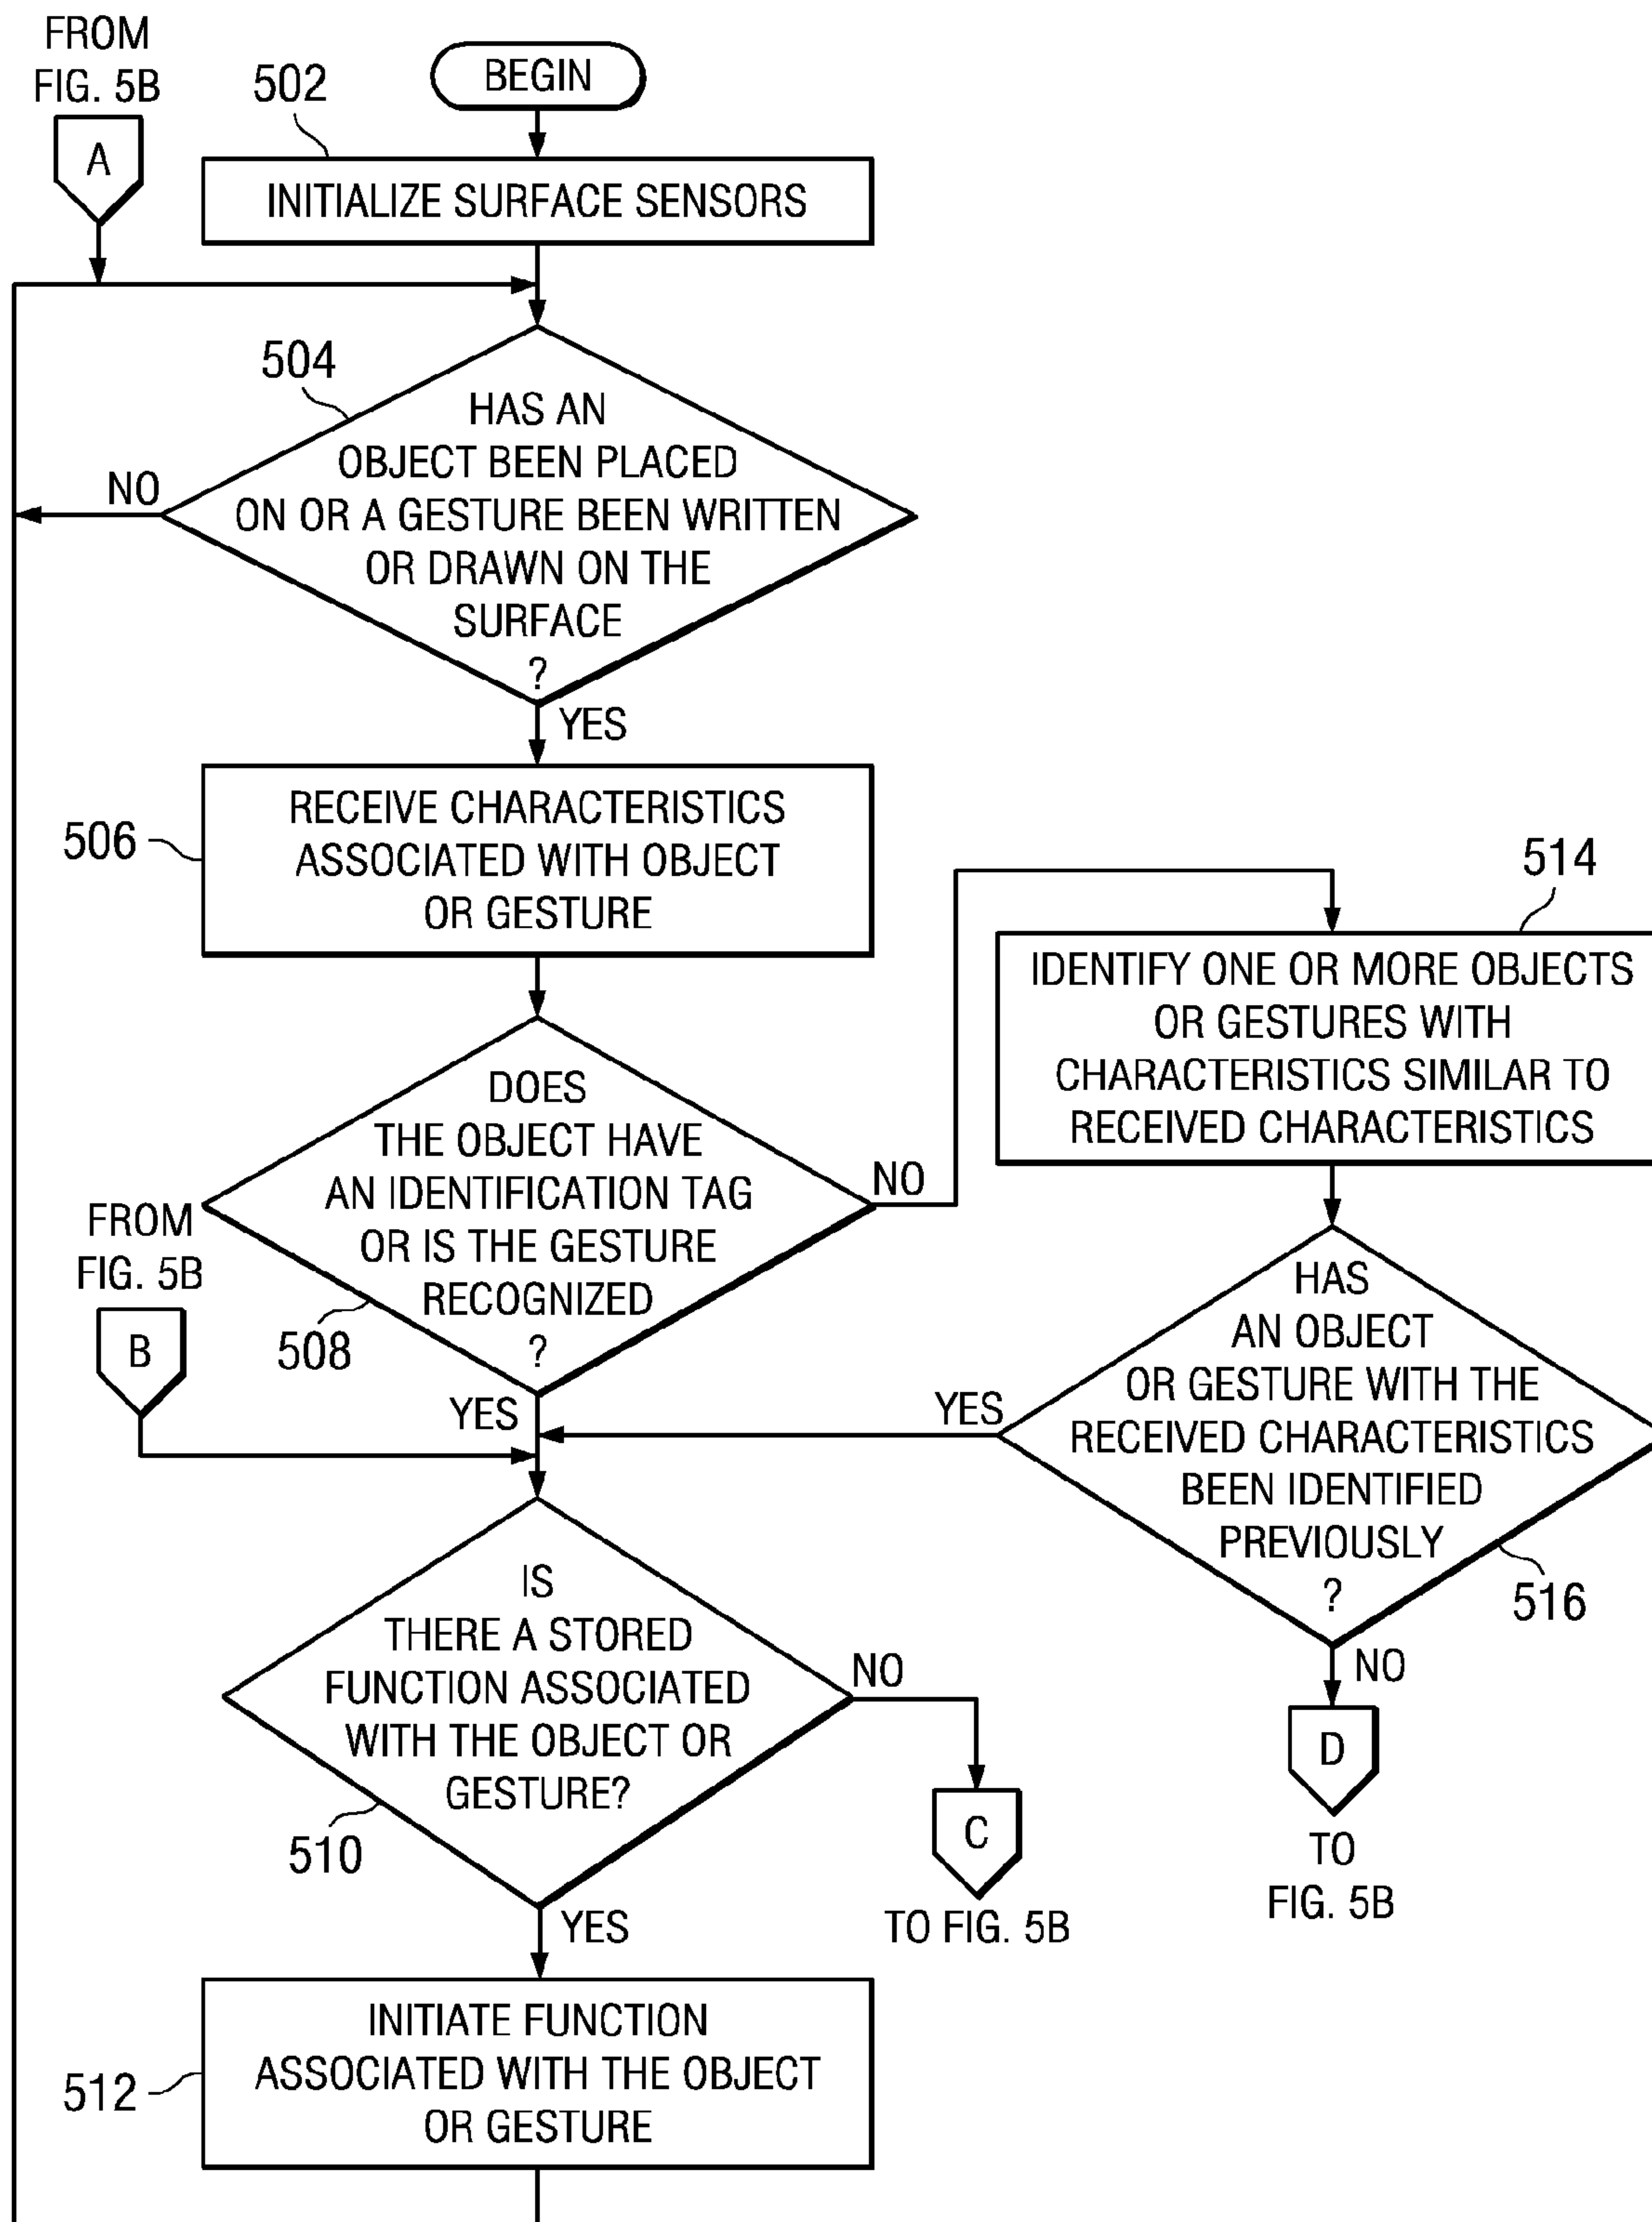 FROM
FIG. 5B
A
502
BEGIN
INITIALIZE SURFACE SENSORS
504
HAS AN
OBJECT BEEN PLACED
ON OR A GESTURE BEEN WRITTEN
OR DRAWN ON THE
SURFACE
?
NO
YES
506
RECEIVE CHARACTERISTICS
ASSOCIATED WITH OBJECT
OR GESTURE
514
IDENTIFY ONE OR MORE OBJECTS
OR GESTURES WITH
CHARACTERISTICS SIMILAR TO
RECEIVED CHARACTERISTICS
DOES
THE OBJECT HAVE
AN IDENTIFICATION TAG
OR IS THE GESTURE
RECOGNIZED
?
NO
508
YES
FROM
FIG. 5B
B
HAS
AN OBJECT
OR GESTURE WITH THE
RECEIVED CHARACTERISTICS
BEEN IDENTIFIED
PREVIOUSLY
?
YES
516
NO
D
TO
FIG. 5B
IS
THERE A STORED
FUNCTION ASSOCIATED
WITH THE OBJECT OR
GESTURE?
NO
510
C
TO FIG. 5B
YES
512
INITIATE FUNCTION
ASSOCIATED WITH THE OBJECT
OR GESTURE